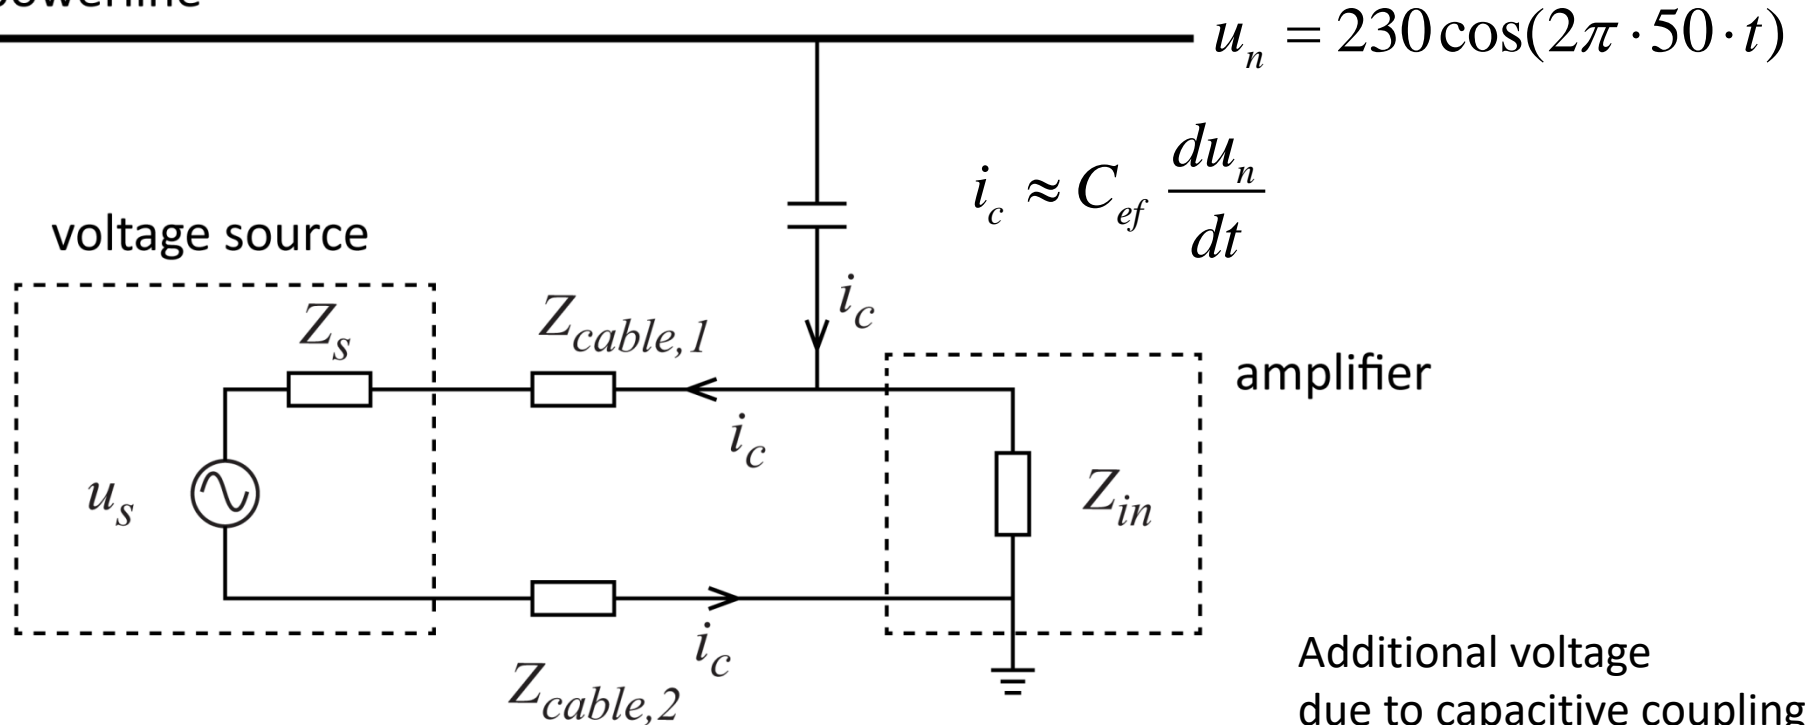 powerline
u_n = 230cos(2π · 50 · t)
i_c ≈ C_ef du_n/dt
voltage source
Z_s
Z_cable,1
i_c
amplifier
i_c
u_s
Z_in
i_c
Z_cable,2
Additional voltage
due to capacitive coupling